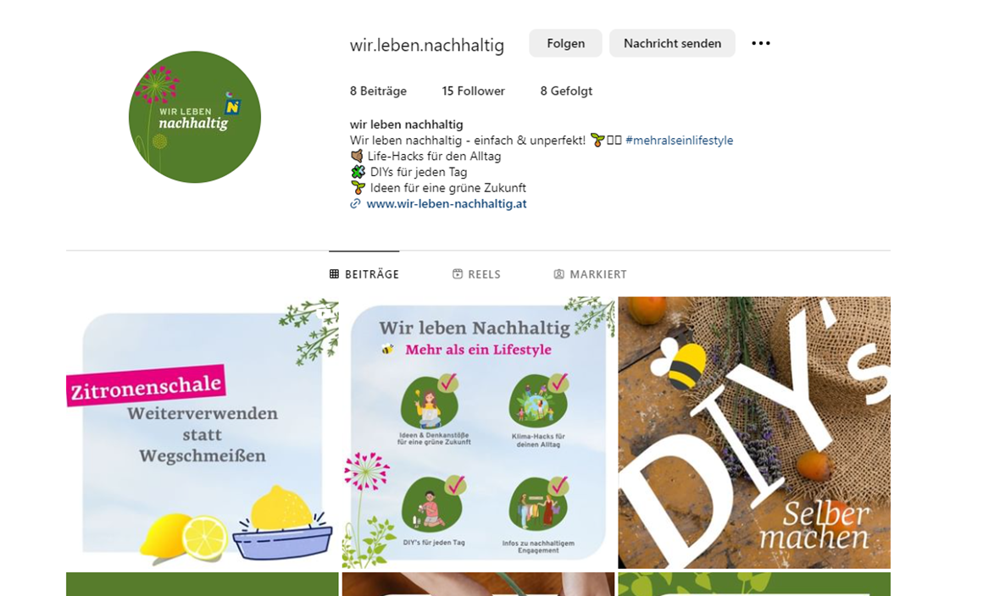 wir.leben.nachhaltig
Folgen
Nachricht senden
8 Beiträge
15 Follower
8 Gefolgt
WIR LEBEN
nachhaltig
N
wir leben nachhaltig
Wir leben nachhaltig - einfach & unperfekt! #mehralseinlifestyle
Life-Hacks für den Alltag
DIYs für jeden Tag
Ideen für eine grüne Zukunft
www.wir-leben-nachhaltig.at
BEITRÄGE
REELS
MARKIERT
Zitronenschale
Weiterverwenden
statt
Wegschmeißen
Wir leben Nachhaltig
Mehr als ein Lifestyle
Ideen & Denkanstöße
für eine grüne Zukunft
Klima-Hacks für
deinen Alltag
DIY's für jeden Tag
Infos zu nachhaltigem
Engagement
DIY's
Selber
machen